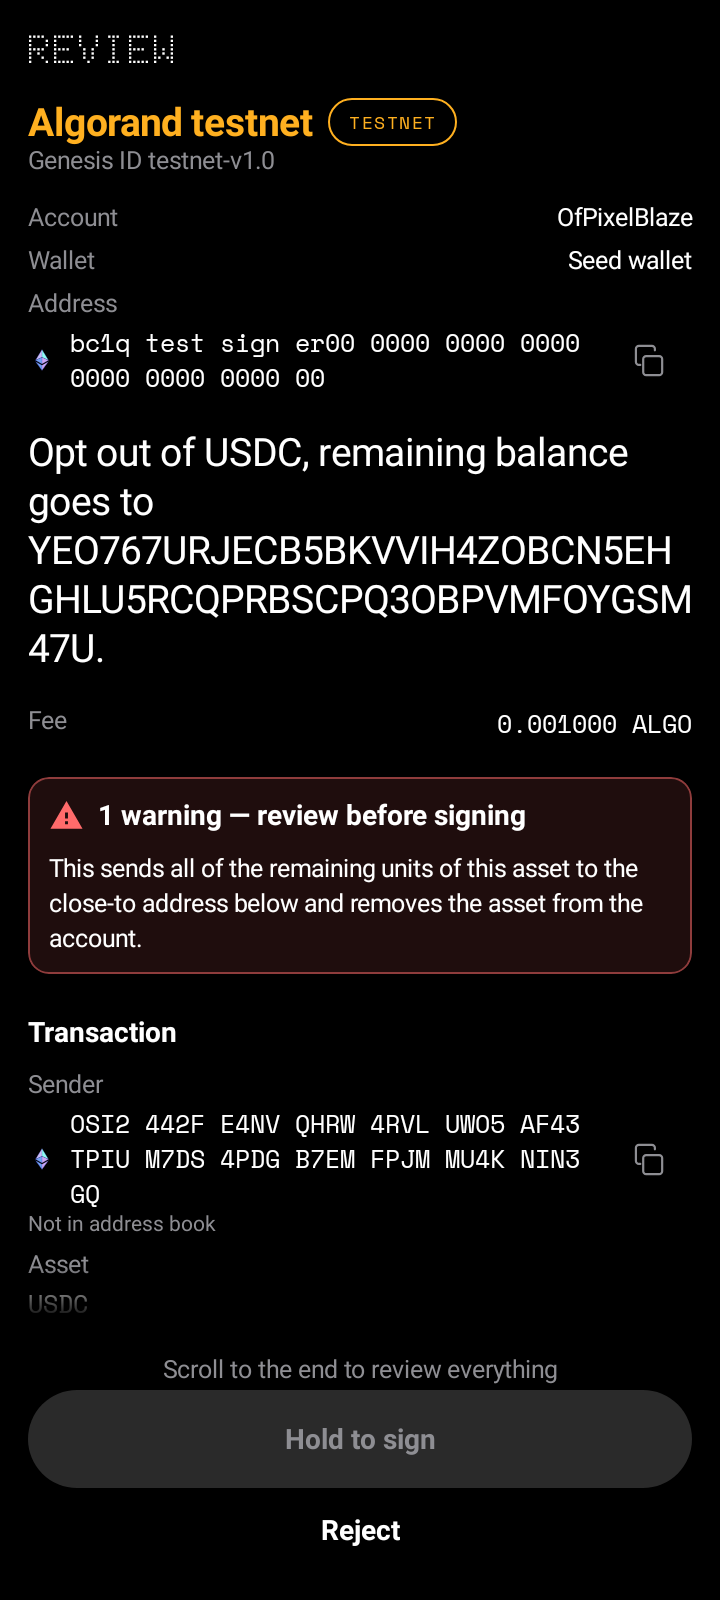 REVIEW
Algorand testnet TESTNET
Genesis ID testnet-v1.0
Account OfPixelBlaze
Wallet Seed wallet
Address
bc1q test sign er00 0000 0000 0000
0000 0000 0000 00
Opt out of USDC, remaining balance
goes to
YEO767URJECB5BKVVIH4ZOBCN5EH
GHLU5RCQPRBSCPQ3OBPVMFOYGSM
47U.
Fee 0.001000 ALGO
1 warning — review before signing
This sends all of the remaining units of this asset to the
close-to address below and removes the asset from the
account.
Transaction
Sender
OSI2 442F E4NV QHRW 4RVL UWO5 AF43
TPIU M7DS 4PDG B7EM FPJM MU4K NIN3
GQ
Not in address book
Asset
USDC
Scroll to the end to review everything
Hold to sign
Reject